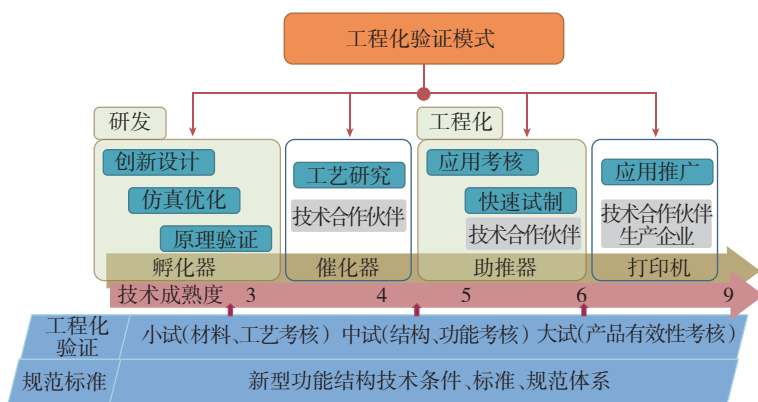 工程化验证模式
研发
工程化
创新设计
仿真优化
原理验证
工艺研究
技术合作伙伴
应用考核
快速试制
技术合作伙伴
应用推广
技术合作伙伴
生产企业
孵化器
催化器
助推器
打印机
技术成熟度 3 4 5 6 9
工程化
验证
小试(材料、工艺考核) 中试(结构、功能考核) 大试(产品有效性考核)
规范标准
新型功能结构技术条件、标准、规范体系